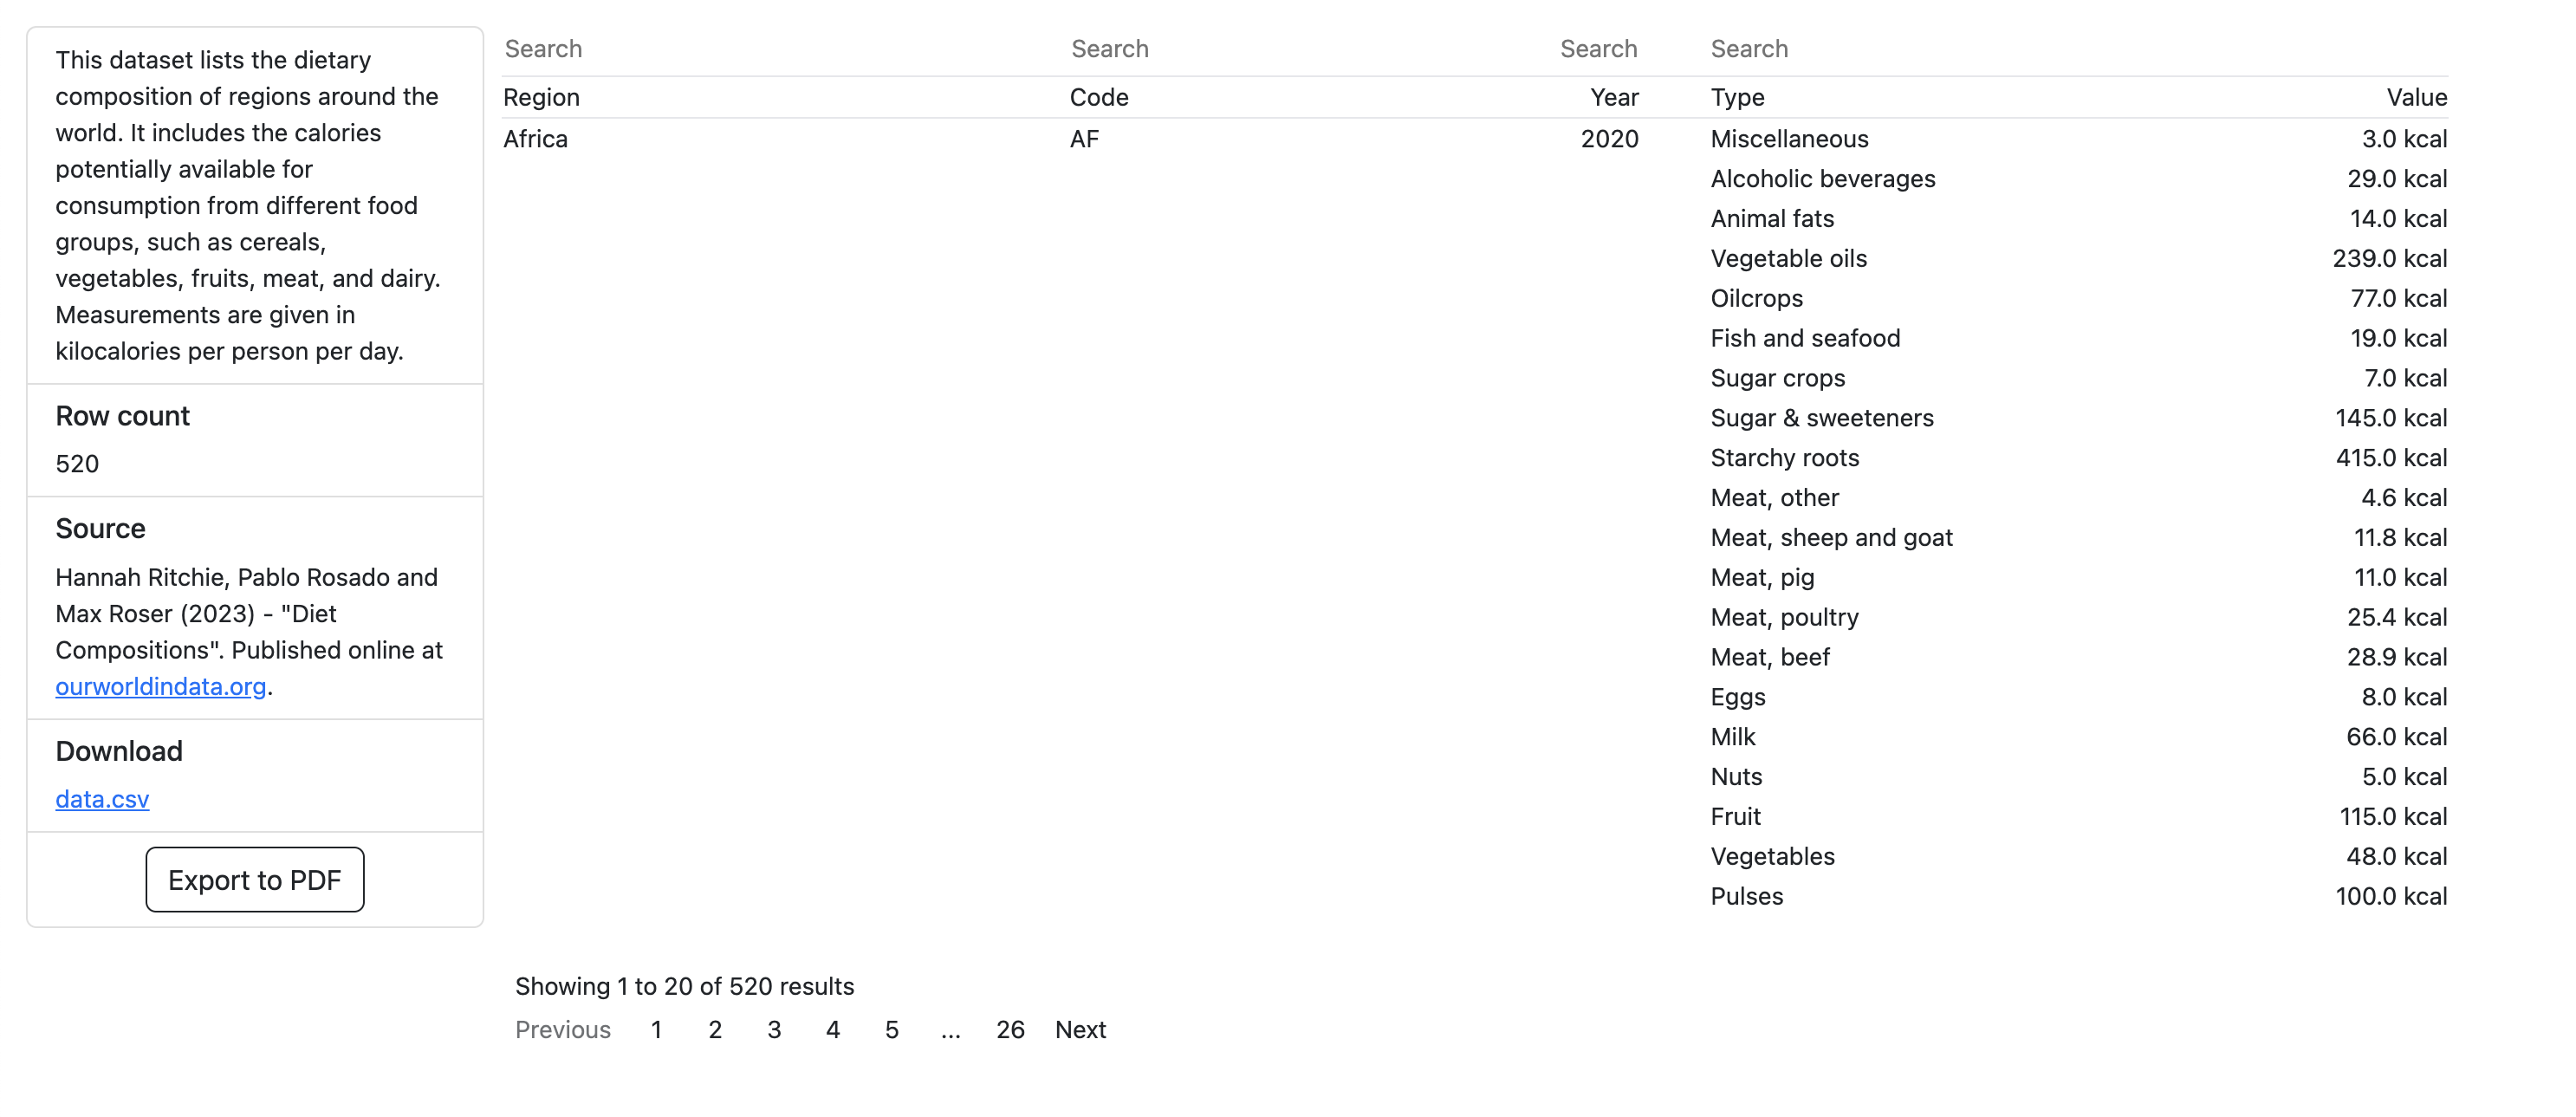 This dataset lists the dietary
composition of regions around the
world. It includes the calories
potentially available for
consumption from different food
groups, such as cereals,
vegetables, fruits, meat, and dairy.
Measurements are given in
kilocalories per person per day.
Row count
520
Source
Hannah Ritchie, Pablo Rosado and
Max Roser (2023) - "Diet
Compositions". Published online at
ourworldindata.org.
Download
data.csv
Export to PDF
Search Search Search Search
Region Code Year Type Value
Africa AF 2020 Miscellaneous 3.0 kcal
Alcoholic beverages 29.0 kcal
Animal fats 14.0 kcal
Vegetable oils 239.0 kcal
Oilcrops 77.0 kcal
Fish and seafood 19.0 kcal
Sugar crops 7.0 kcal
Sugar & sweeteners 145.0 kcal
Starchy roots 415.0 kcal
Meat, other 4.6 kcal
Meat, sheep and goat 11.8 kcal
Meat, pig 11.0 kcal
Meat, poultry 25.4 kcal
Meat, beef 28.9 kcal
Eggs 8.0 kcal
Milk 66.0 kcal
Nuts 5.0 kcal
Fruit 115.0 kcal
Vegetables 48.0 kcal
Pulses 100.0 kcal
Showing 1 to 20 of 520 results
Previous 1 2 3 4 5 ... 26 Next